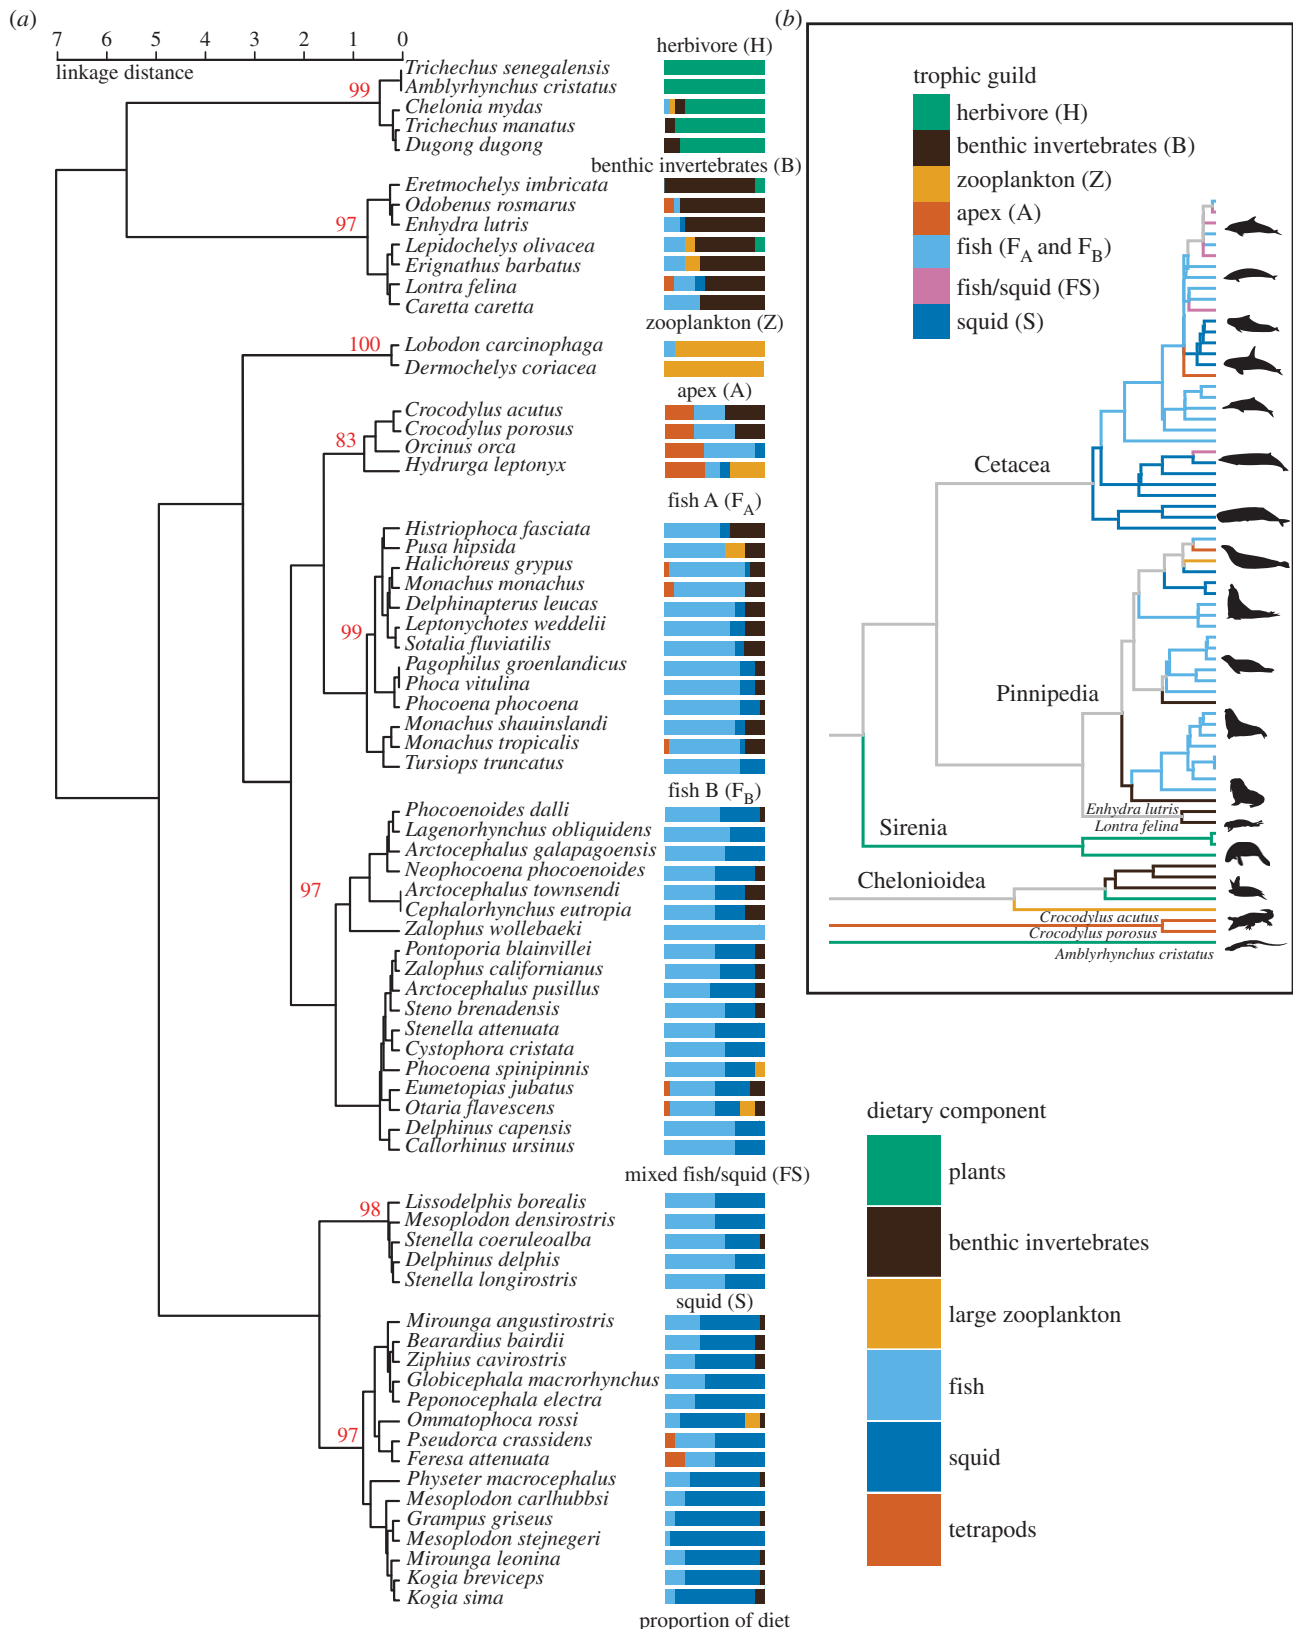 (a)
7 6 5 4 3 2 1 0
linkage distance
herbivore (H)
Trichechus senegalensis
Amblyrhynchus cristatus
99
Chelonia mydas
Trichechus manatus
Dugong dugong
benthic invertebrates (B)
Eretmochelys imbricata
Odobenus rosmarus
97
Enhydra lutris
Lepidochelys olivacea
Erignathus barbatus
Lontra felina
Caretta caretta
zooplankton (Z)
100
Lobodon carcinophaga
Dermochelys coriacea
apex (A)
Crocodylus acutus
Crocodylus porosus
83
Orcinus orca
Hydrurga leptonyx
fish A (FA)
Histriophoca fasciata
Pusa hipsida
Halichoreus grypus
Monachus monachus
Delphinapterus leucas
Leptonychotes weddelii
99
Sotalia fluviatilis
Pagophilus groenlandicus
Phoca vitulina
Phocoena phocoena
Monachus shauinslandi
Monachus tropicalis
Tursiops truncatus
fish B (FB)
Phocoenoides dalli
Lagenorhynchus obliquidens
Arctocephalus galapagoensis
Neophocoena phocoenoides
97
Arctocephalus townsendi
Cephalorhynchus eutropia
Zalophus wollebaeki
Pontoporia blainvillei
Zalophus californianus
Arctocephalus pusillus
Steno brenadensis
Stenella attenuata
Cystophora cristata
Phocoena spinipinnis
Eumetopias jubatus
Otaria flavescens
Delphinus capensis
Callorhinus ursinus
mixed fish/squid (FS)
98
Lissodelphis borealis
Mesoplodon densirostris
Stenella coeruleoalba
Delphinus delphis
Stenella longirostris
squid (S)
Mirounga angustirostris
Bearardius bairdii
Ziphius cavirostris
Globicephala macrorhynchus
Peponocephala electra
Ommatophoca rossi
97
Pseudorca crassidens
Feresa attenuata
Physeter macrocephalus
Mesoplodon carlhubbsi
Grampus griseus
Mesoplodon stejnegeri
Mirounga leonina
Kogia breviceps
Kogia sima
proportion of diet
(b)
trophic guild
herbivore (H)
benthic invertebrates (B)
zooplankton (Z)
apex (A)
fish (FA and FB)
fish/squid (FS)
squid (S)
Cetacea
Pinnipedia
Enhydra lutris
Lontra felina
Sirenia
Chelonioidea
Crocodylus acutus
Crocodylus porosus
Amblyrhynchus cristatus
dietary component
plants
benthic invertebrates
large zooplankton
fish
squid
tetrapods